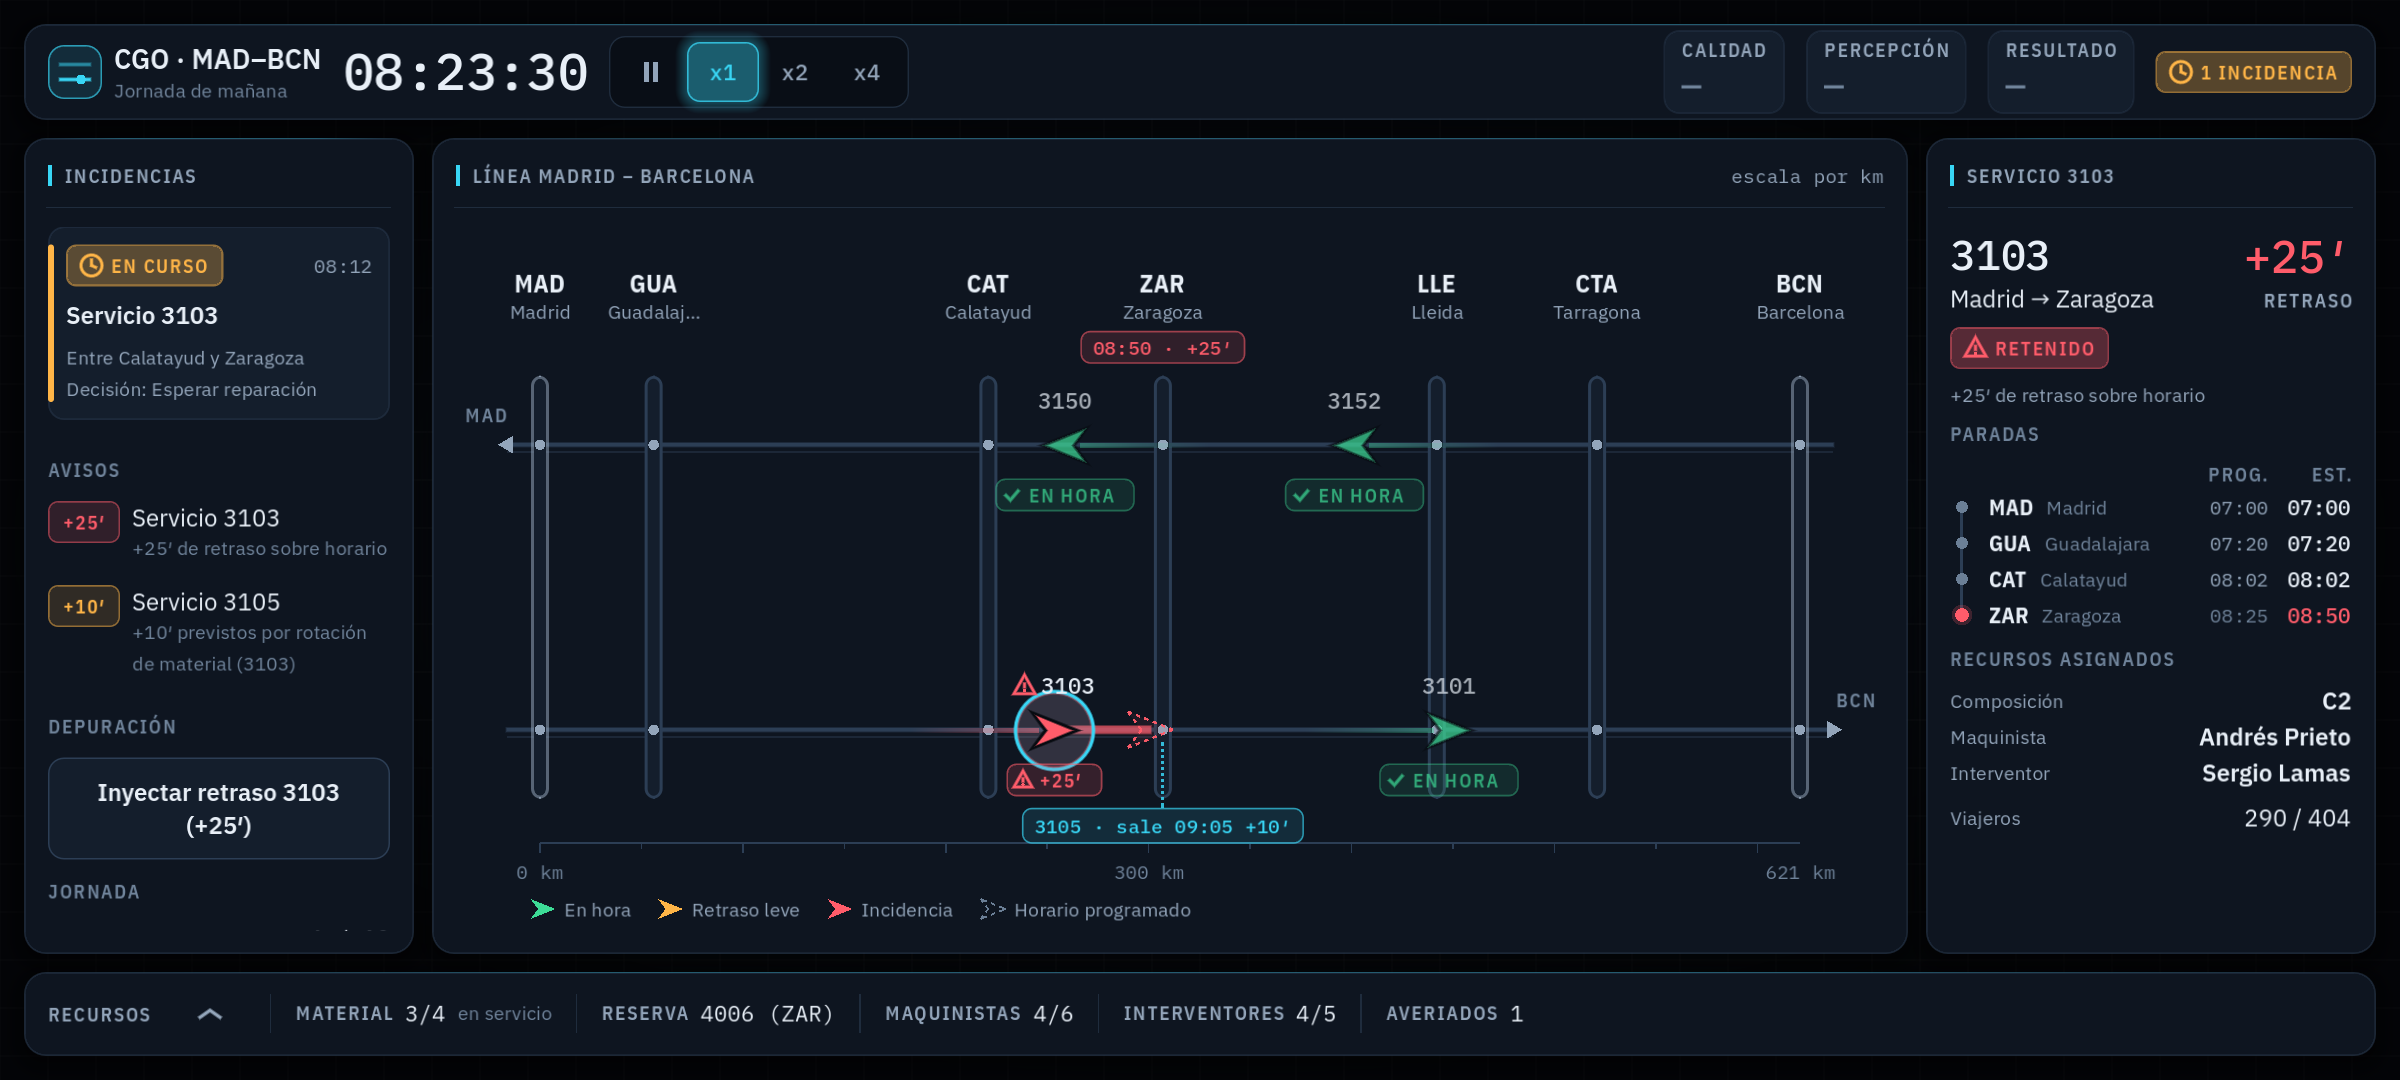 CGO · MAD–BCN
Jornada de mañana
08:23:30
x1
x2
x4
CALIDAD
—
PERCEPCIÓN
—
RESULTADO
—
1 INCIDENCIA
INCIDENCIAS
EN CURSO
08:12
Servicio 3103
Entre Calatayud y Zaragoza
Decisión: Esperar reparación
AVISOS
+25′
Servicio 3103
+25′ de retraso sobre horario
+10′
Servicio 3105
+10′ previstos por rotación
de material (3103)
DEPURACIÓN
Inyectar retraso 3103
(+25′)
JORNADA
LÍNEA MADRID – BARCELONA
escala por km
MAD
Madrid
GUA
Guadalaj…
CAT
Calatayud
ZAR
Zaragoza
LLE
Lleida
CTA
Tarragona
BCN
Barcelona
08:50 · +25′
MAD
3150
3152
EN HORA
EN HORA
3103
3101
BCN
+25′
EN HORA
3105 · sale 09:05 +10′
0 km
300 km
621 km
En hora
Retraso leve
Incidencia
Horario programado
SERVICIO 3103
3103
+25′
Madrid → Zaragoza
RETRASO
RETENIDO
+25′ de retraso sobre horario
PARADAS
PROG. EST.
MAD Madrid 07:00 07:00
GUA Guadalajara 07:20 07:20
CAT Calatayud 08:02 08:02
ZAR Zaragoza 08:25 08:50
RECURSOS ASIGNADOS
Composición C2
Maquinista Andrés Prieto
Interventor Sergio Lamas
Viajeros 290 / 404
RECURSOS
MATERIAL 3/4 en servicio
RESERVA 4006 (ZAR)
MAQUINISTAS 4/6
INTERVENTORES 4/5
AVERIADOS 1